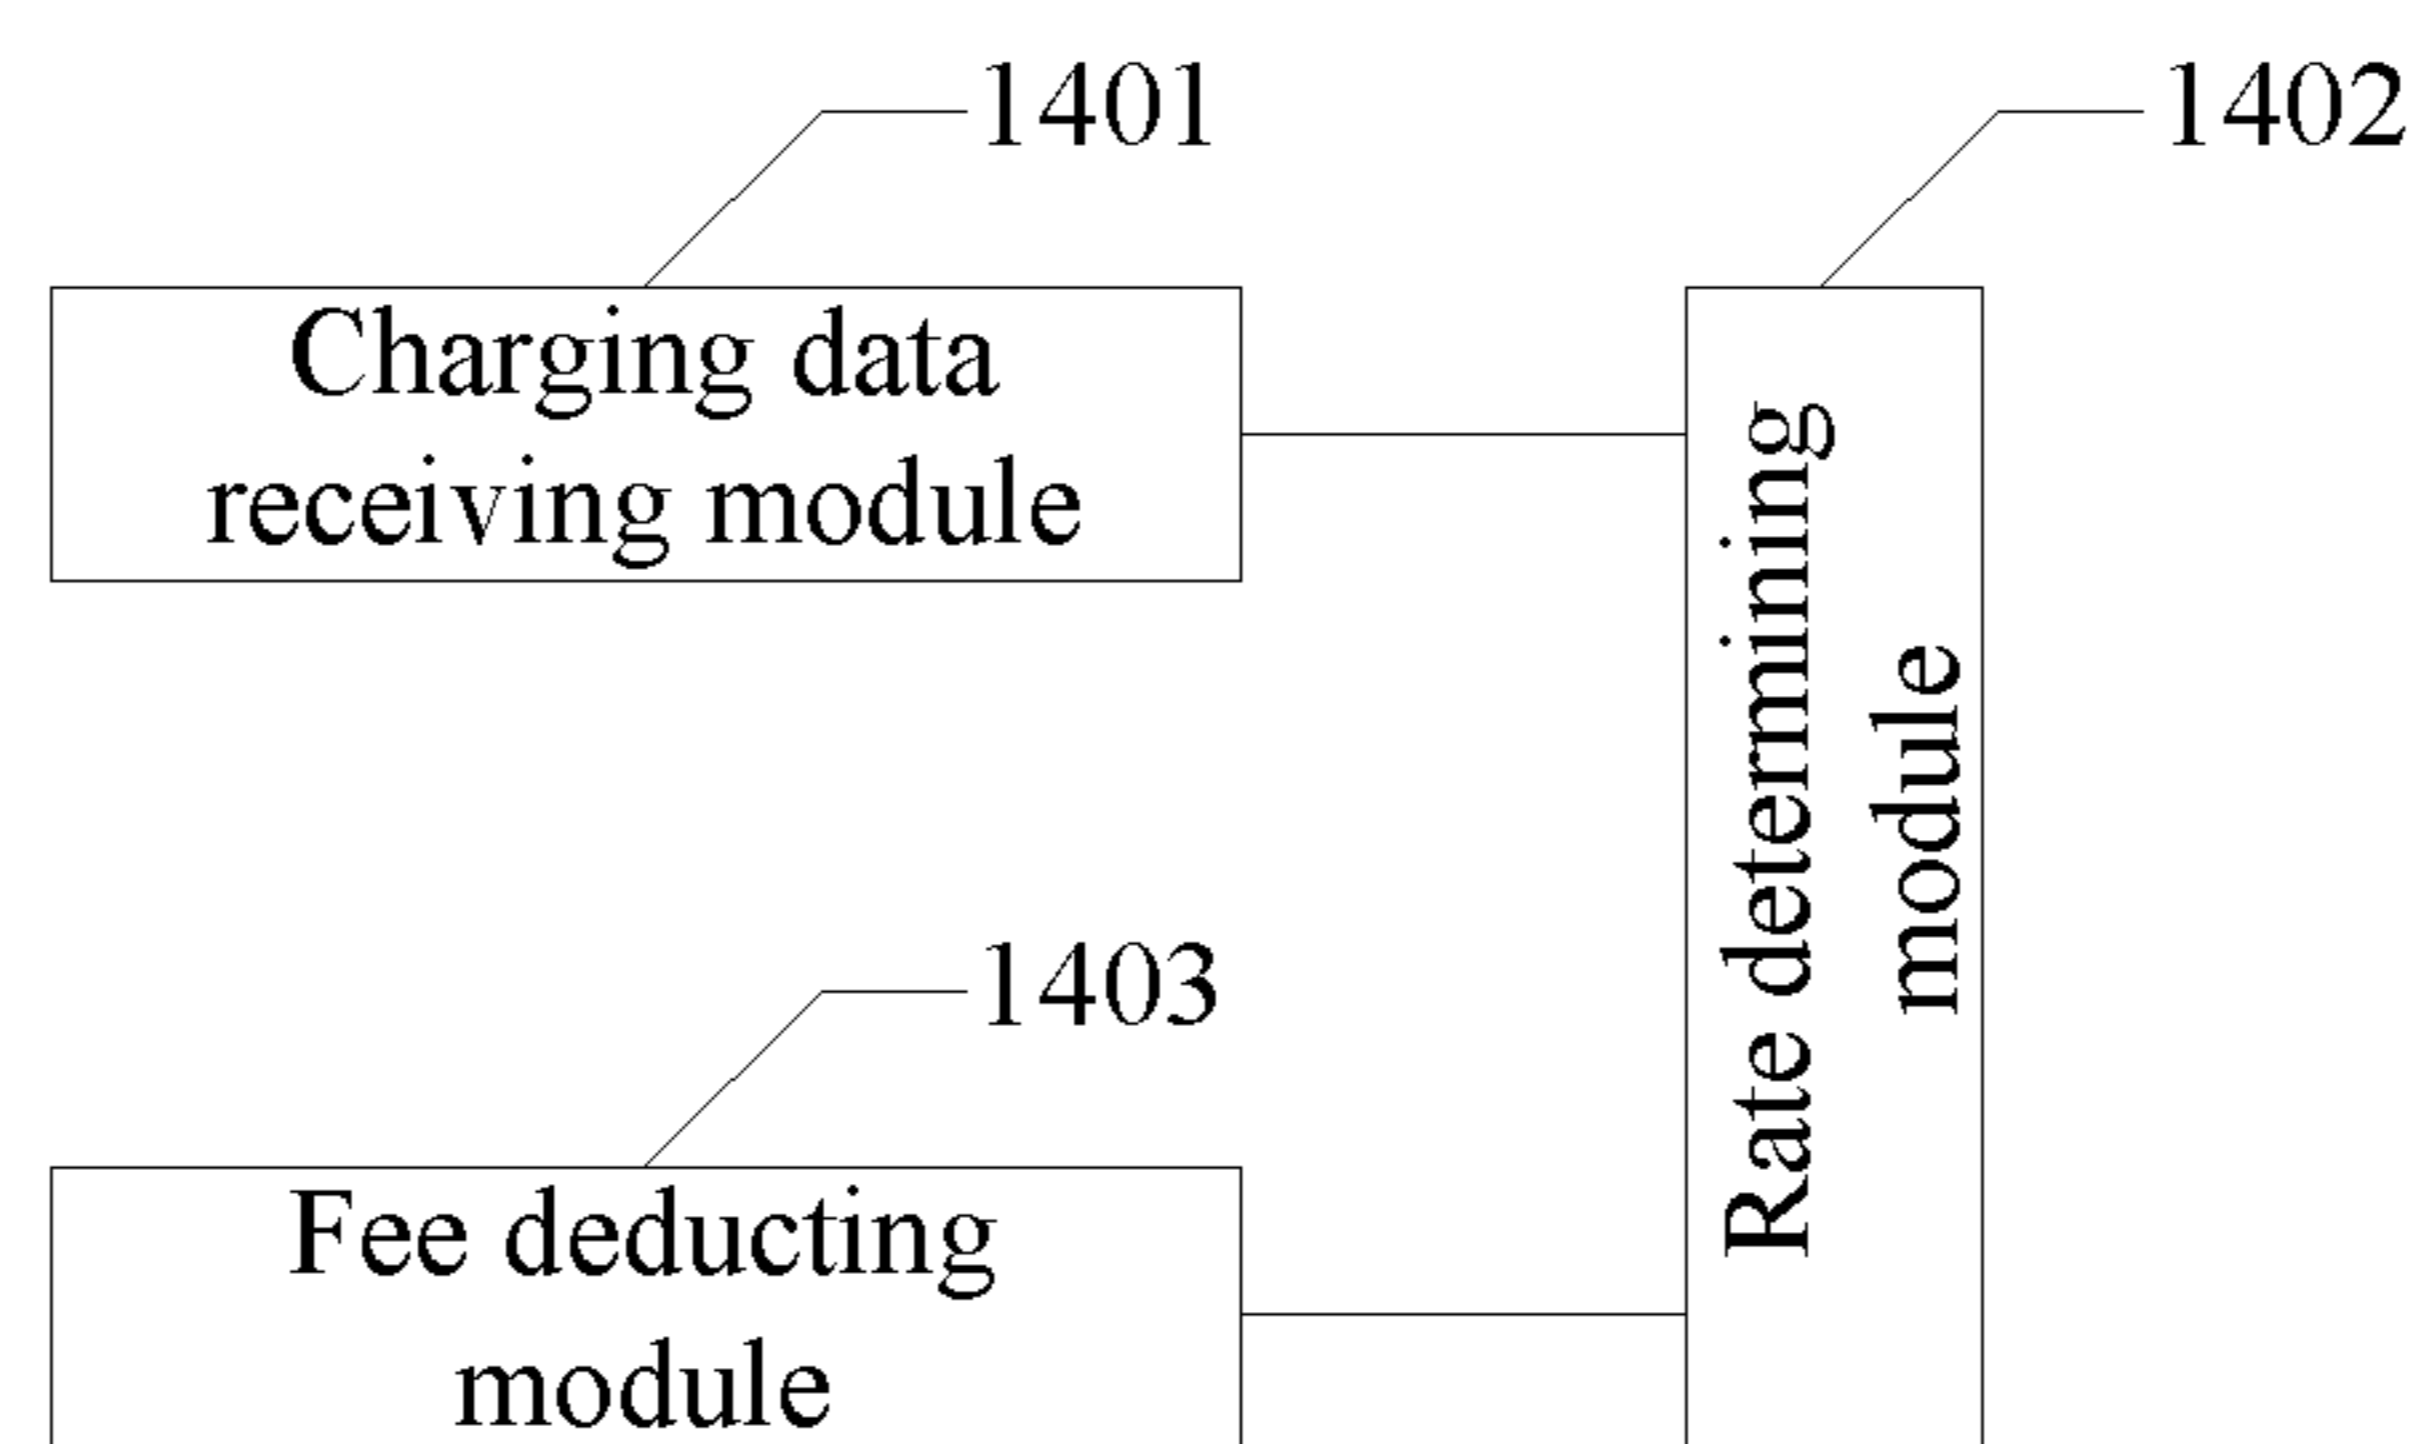 1401
1402
Charging data
receiving module
Rate determining
module
1403
Fee deducting
module